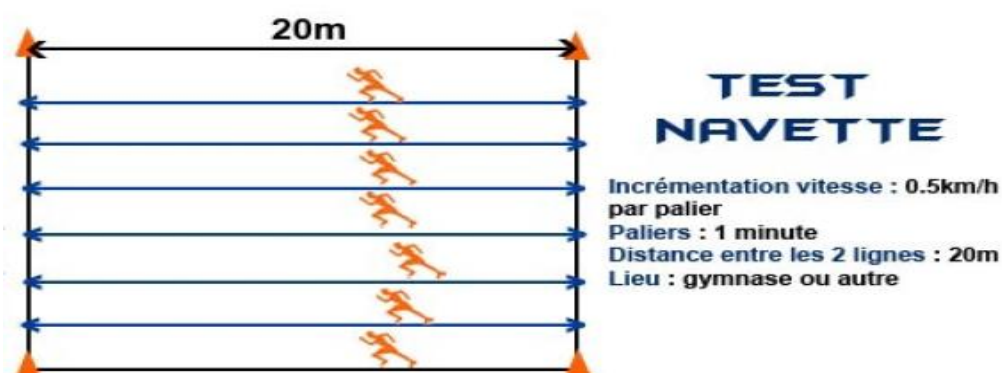 20m
TEST
NAVETTE
Incrémentation vitesse : 0.5km/h
par palier
Paliers : 1 minute
Distance entre les 2 lignes : 20m
Lieu : gymnase ou autre